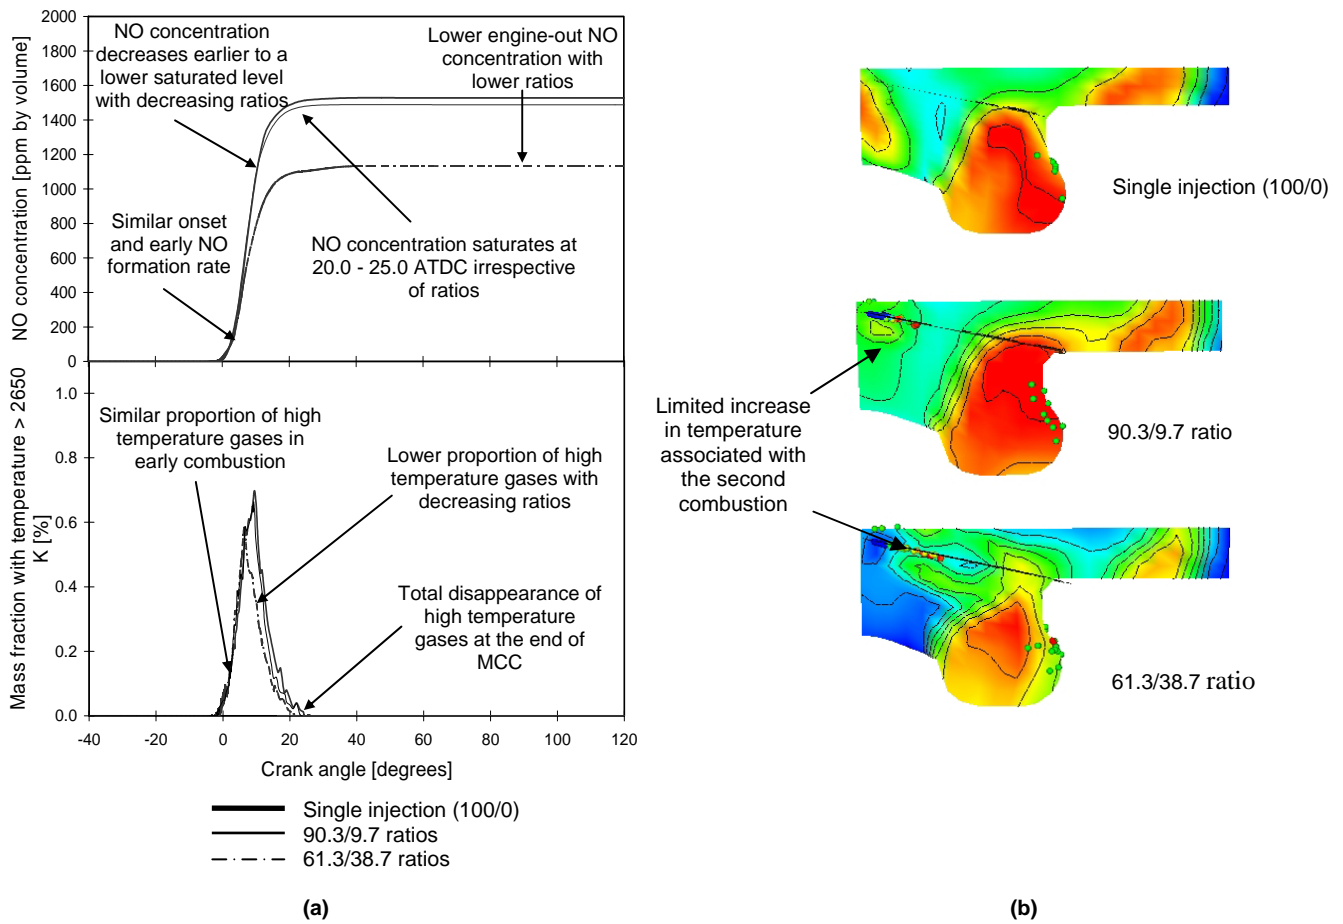 NO concentration [ppm by volume]
2000
1800
1600
1400
1200
1000
800
600
400
200
0
NO concentration
decreases earlier to a
lower saturated level
with decreasing ratios
Lower engine-out NO
concentration with
lower ratios
Similar onset
and early NO
formation rate
NO concentration saturates at
20.0 - 25.0 ATDC irrespective
of ratios
Mass fraction with temperature > 2650
K [%]
1.0
0.8
0.6
0.4
0.2
0.0
Similar proportion of high
temperature gases in
early combustion
Lower proportion of high
temperature gases with
decreasing ratios
Total disappearance of
high temperature
gases at the end of
MCC
-40 -20 0 20 40 60 80 100 120
Crank angle [degrees]
Single injection (100/0)
90.3/9.7 ratios
61.3/38.7 ratios
(a)
Single injection (100/0)
Limited increase
in temperature
associated with
the second
combustion
90.3/9.7 ratio
61.3/38.7 ratio
(b)